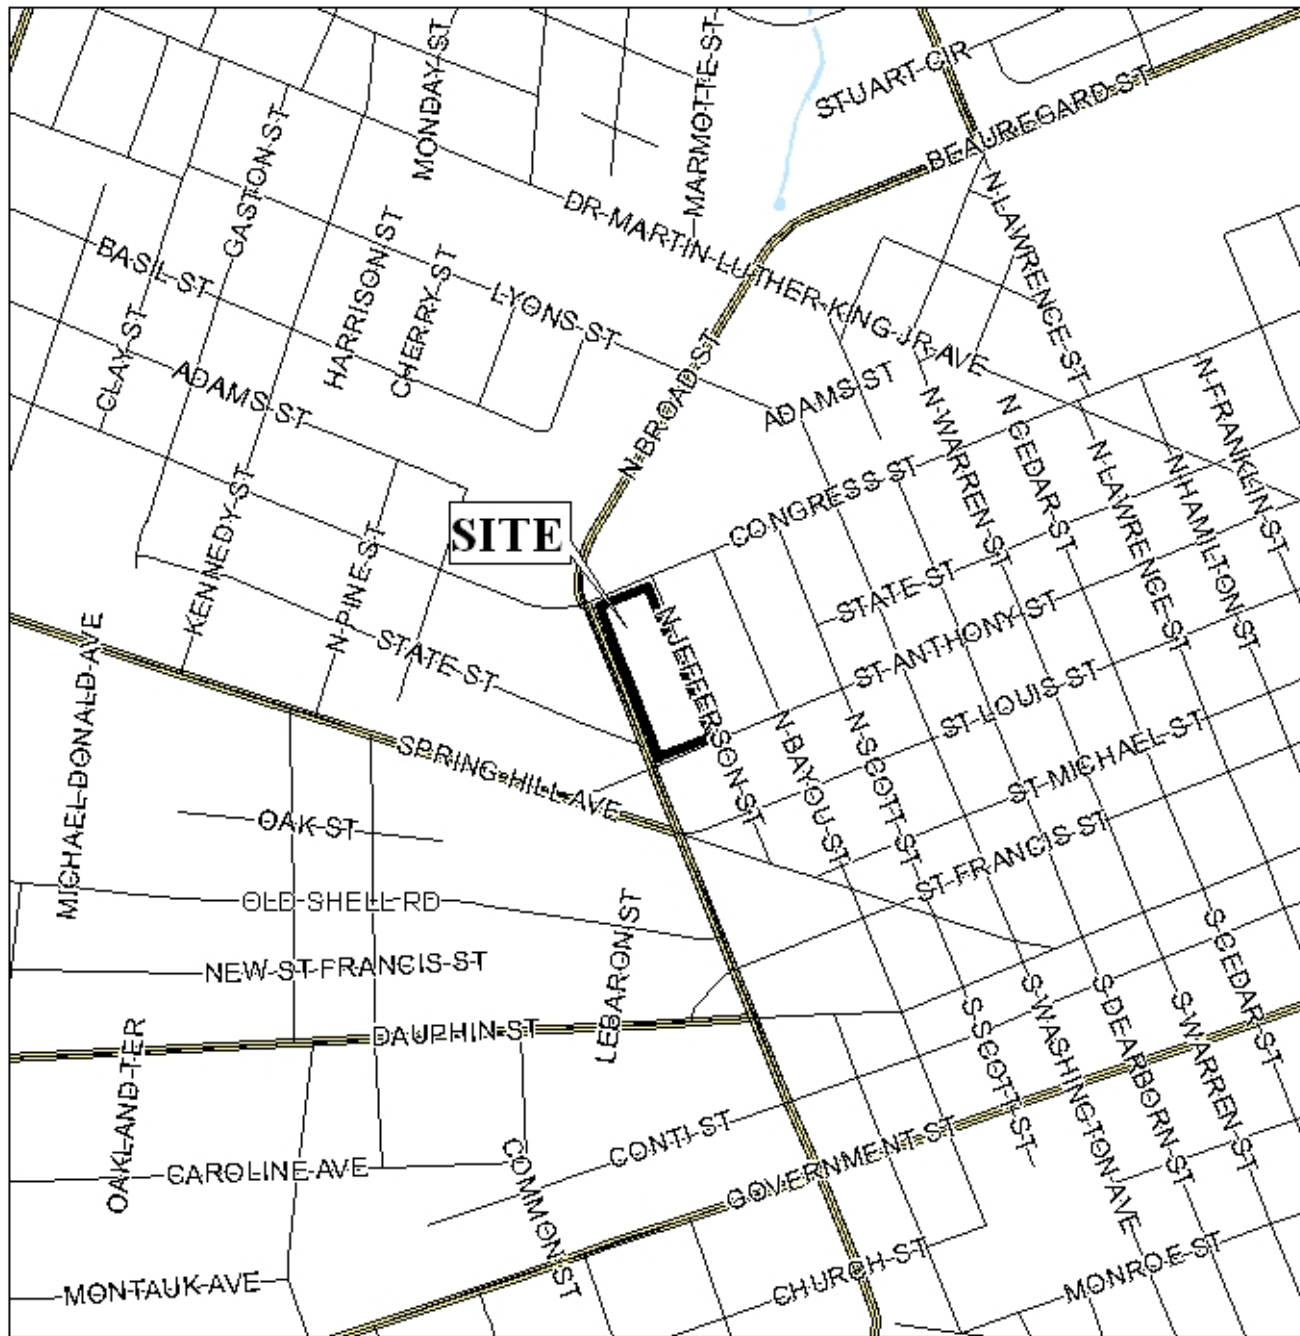 MONDAY ST
MARMOTTE ST
STUART CIR
BEAUREGARD ST
GASTON ST
DR MARTIN LUTHER KING JR AVE
N LAWRENCE ST
BASIL ST
HARRISON ST
CHERRY ST
LYONS ST
CLAY ST
ADAMS ST
N BROAD ST
ADAMS ST
N WARREN ST
N CEDAR ST
N FRANKLIN ST
N LAWRENCE ST
N HAMILTON ST
CONGRESS ST
KENNEDY ST
N PINE ST
SITE
STATE ST
ST ANTHONY ST
MICHAEL DONALD AVE
STATE ST
N JEFFERSON ST
ST LOUIS ST
N BAYOU ST
N SCOTT ST
ST MICHAEL ST
SPRING HILL AVE
OAK ST
ST FRANCIS ST
OLD SHELL RD
LEBARON ST
S CEDAR ST
NEW ST FRANCIS ST
S SCOTT ST
S WASHINGTON AVE
S DEARBORN ST
S WARREN ST
DAUPHIN ST
OAKLAND TER
CONTI ST
CAROLINE AVE
COMMON ST
GOVERNMENT ST
CHURCH ST
MONROE ST
MONTAUK AVE